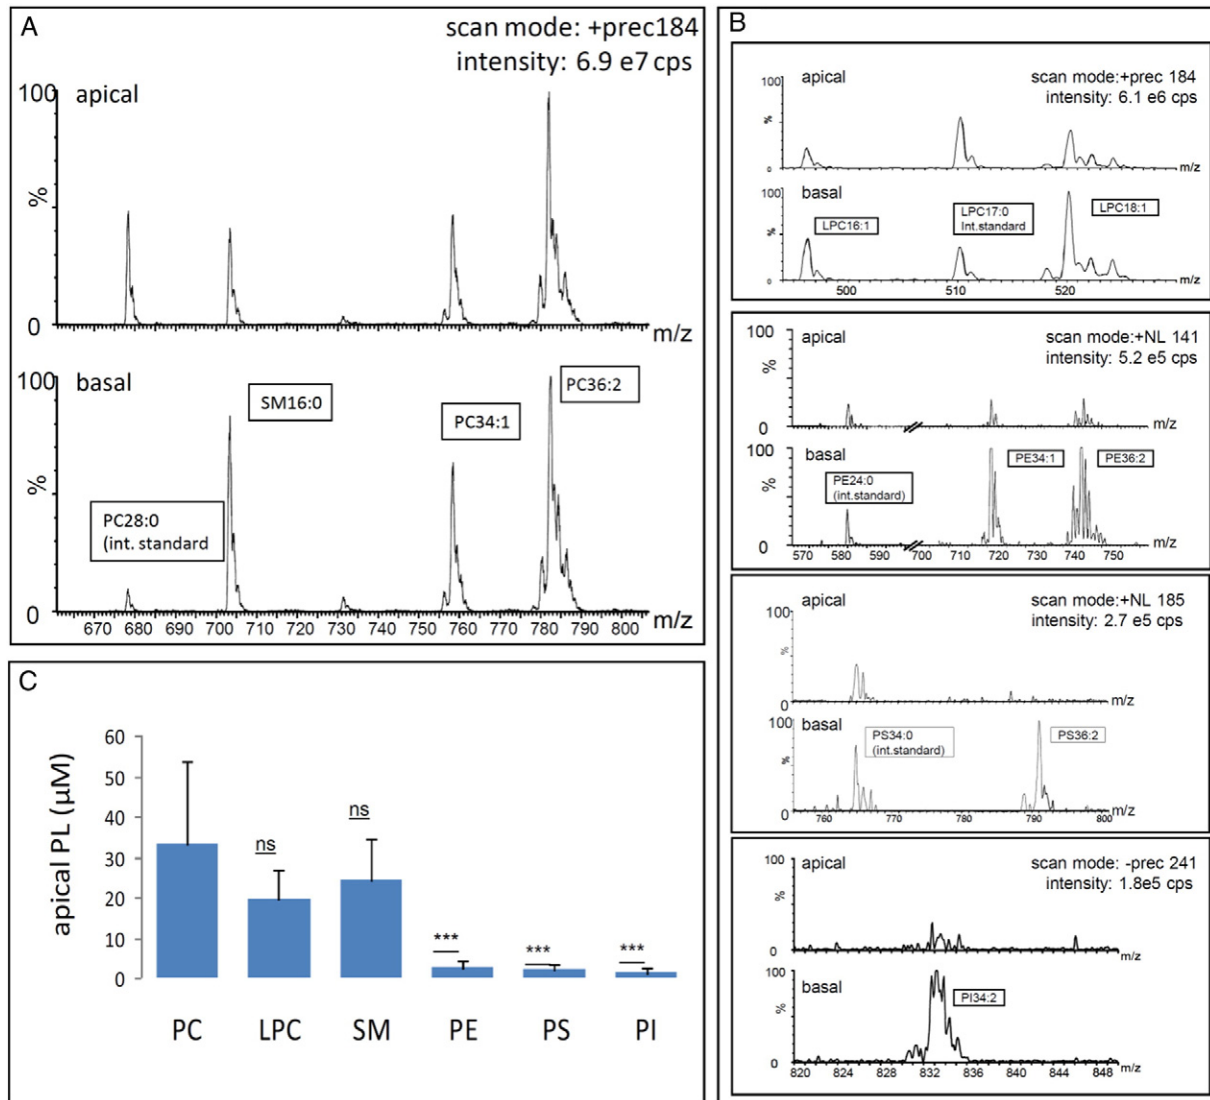 A
scan mode: +prec184
intensity: 6.9 e7 cps
100
apical
%
0
m/z
100
basal
SM16:0
PC36:2
PC34:1
%
PC28:0
(int. standard
0
670 680 690 700 710 720 730 740 750 760 770 780 790 800
m/z
B
100
apical
scan mode:+prec 184
intensity: 6.1 e6 cps
%
0
m/z
100
basal
LPC16:1
LPC17:0
Int.standard
LPC18:1
%
0
500 510 520
m/z
100
apical
scan mode:+NL 141
intensity: 5.2 e5 cps
%
0
m/z
100
basal
PE24:0
(int.standard)
PE34:1
PE36:2
%
0
570 580 590 700 710 720 730 740 750
m/z
100
apical
scan mode:+NL 185
intensity: 2.7 e5 cps
%
0
m/z
100
basal
PS34:0
(int.standard)
PS36:2
%
0
760 770 780 790 800
m/z
100
apical
scan mode: -prec 241
intensity: 1.8e5 cps
%
0
m/z
100
basal
PI34:2
%
0
820 824 828 832 836 840 844 848
m/z
C
apical PL (μM)
60
50
40
30
20
10
0
ns
ns
***
***
***
PC LPC SM PE PS PI